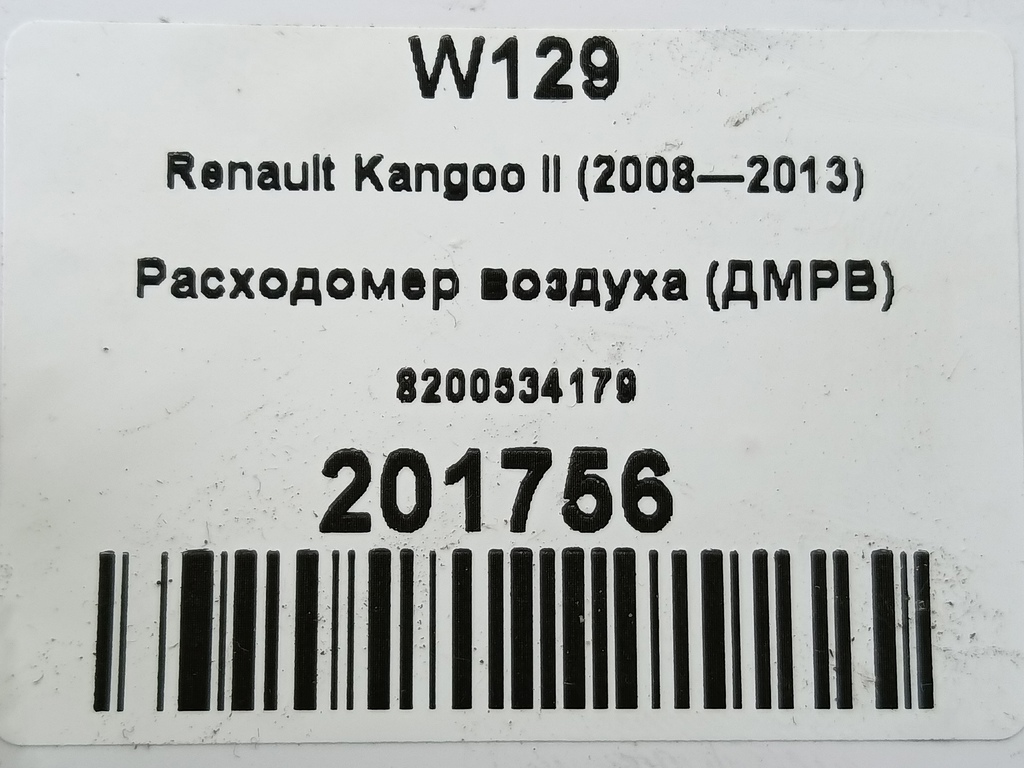 W129
Renault Kangoo II (2008—2013)
Расходомер воздуха (ДМРВ)
8200534179
201756